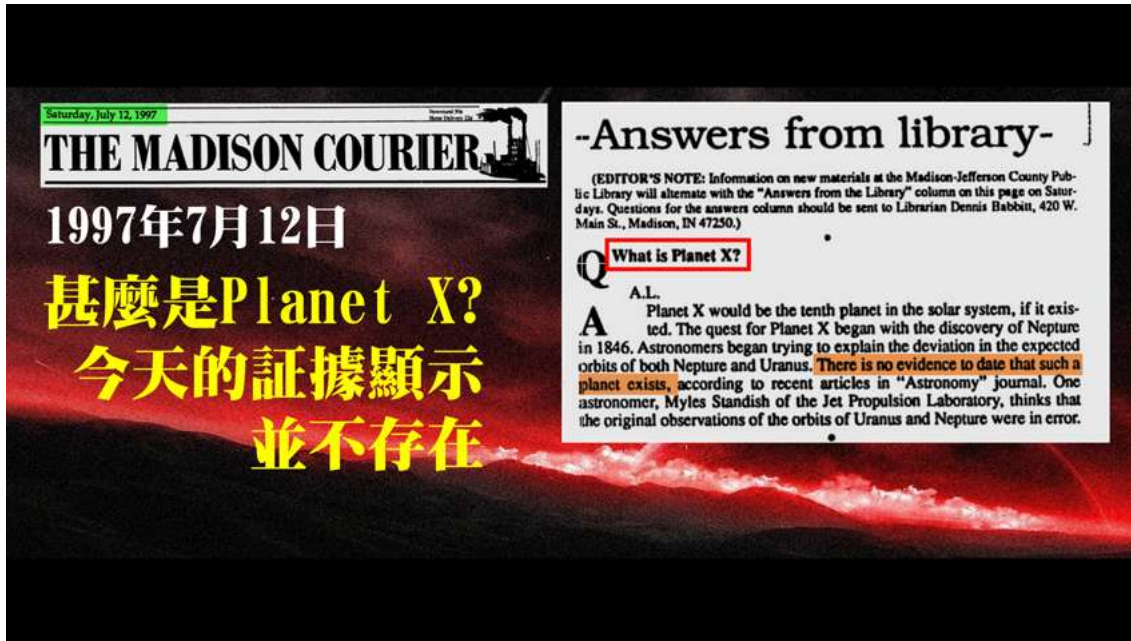 Saturday, July 12, 1997
THE MADISON COURIER
1997年7月12日
甚麼是Planet X?
今天的証據顯示
並不存在
-Answers from library-
(EDITOR'S NOTE: Information on new materials at the Madison-Jefferson County Pub-
lic Library will alternate with the "Answers from the Library" column on this page on Satur-
days. Questions for the answers column should be sent to Librarian Dennis Babbitt, 420 W.
Main St., Madison, IN 47250.)
Q What is Planet X?
A.L.
A Planet X would be the tenth planet in the solar system, if it exis-
ted. The quest for Planet X began with the discovery of Nepture
in 1846. Astronomers began trying to explain the deviation in the expected
orbits of both Nepture and Uranus. There is no evidence to date that such a
planet exists, according to recent articles in "Astronomy" journal. One
astronomer, Myles Standish of the Jet Propulsion Laboratory, thinks that
the original observations of the orbits of Uranus and Nepture were in error.